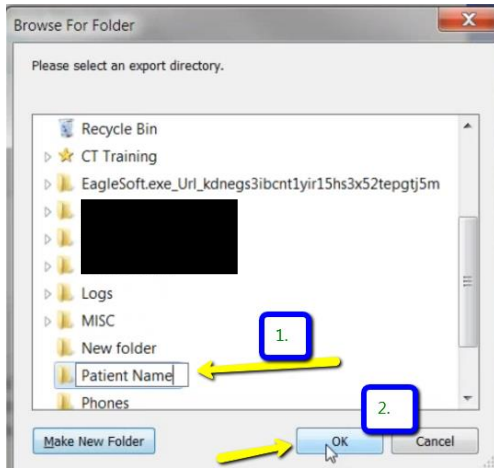 Browse For Folder
X
Please select an export directory.
Recycle Bin
CT Training
EagleSoft.exe_Url_kdnegs3ibcnt1yir15hs3x52tepgtj5m
Logs
MISC
New folder
1.
Patient Name
Phones
2.
Make New Folder
OK
Cancel